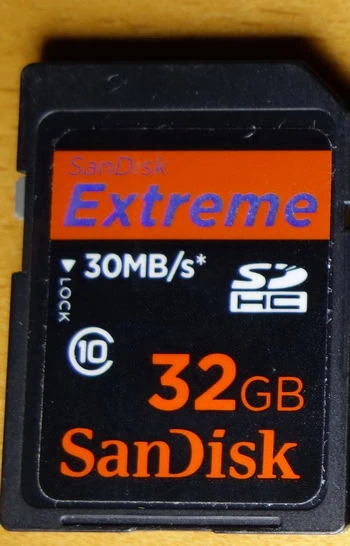 SanDisk
Extreme
▼ 30MB/s*
LOCK
SD
HC
10
32GB
SanDisk